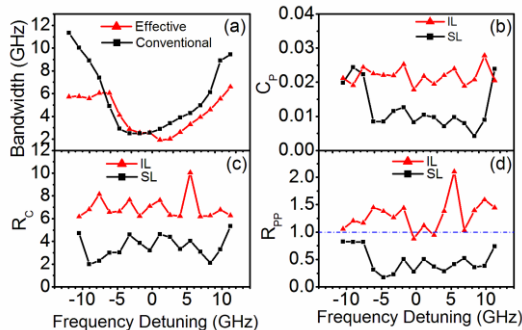 Bandwidth (GHz)
12
10
8
6
4
2
Effective
Conventional
(a)
C_P
0.04
0.03
0.02
0.01
0.00
IL
SL
(b)
R_C
10
8
6
4
2
0
IL
SL
(c)
R_PP
2.0
1.5
1.0
0.5
0.0
IL
SL
(d)
-10 -5 0 5 10
Frequency Detuning (GHz)
-10 -5 0 5 10
Frequency Detuning (GHz)